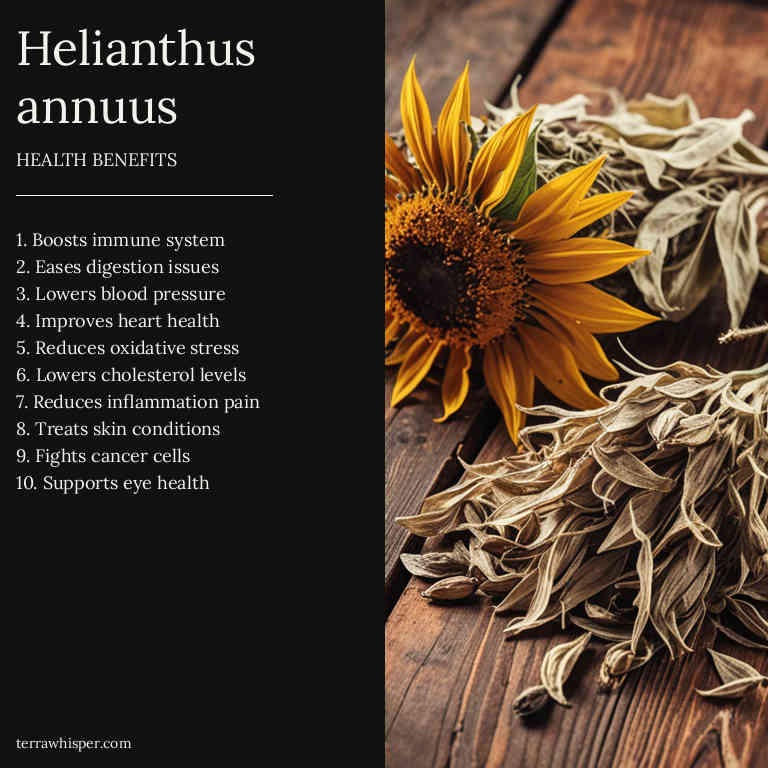 Helianthus
annuus
HEALTH BENEFITS
1. Boosts immune system
2. Eases digestion issues
3. Lowers blood pressure
4. Improves heart health
5. Reduces oxidative stress
6. Lowers cholesterol levels
7. Reduces inflammation pain
8. Treats skin conditions
9. Fights cancer cells
10. Supports eye health
terrawhisper.com